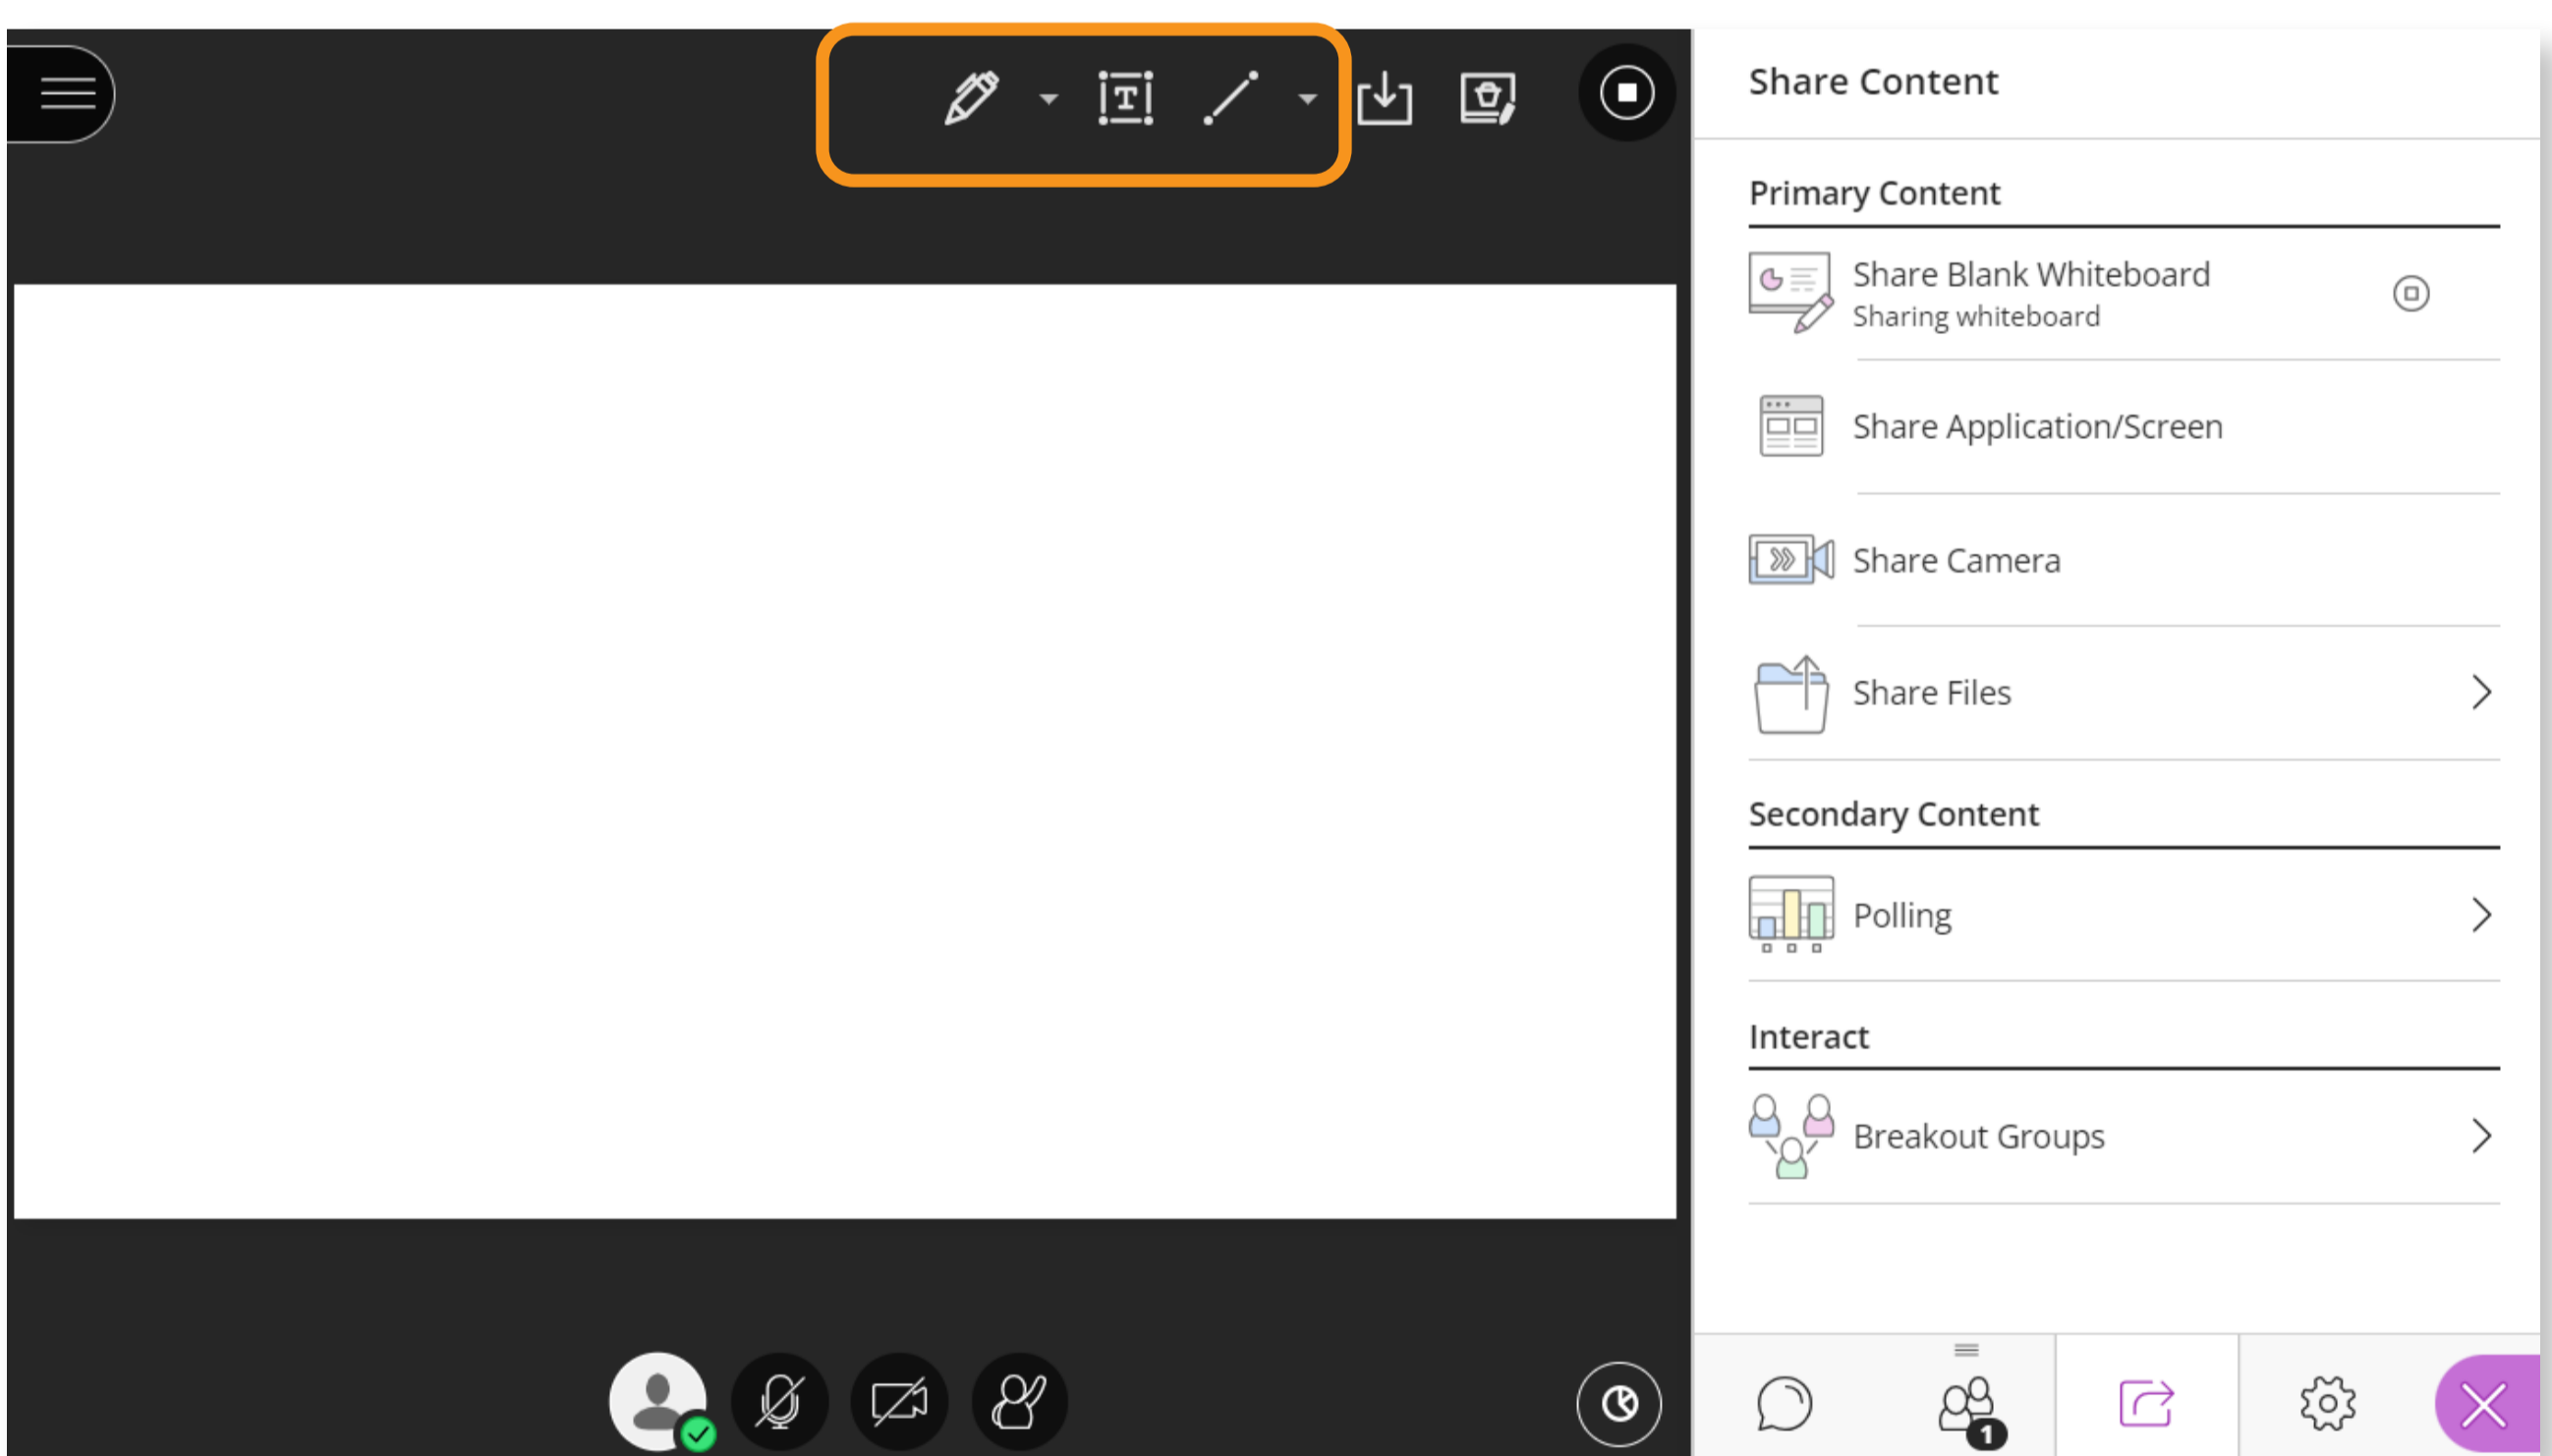 T
Share Content
Primary Content
Share Blank Whiteboard
Sharing whiteboard
Share Application/Screen
Share Camera
Share Files
Secondary Content
Polling
Interact
Breakout Groups
1